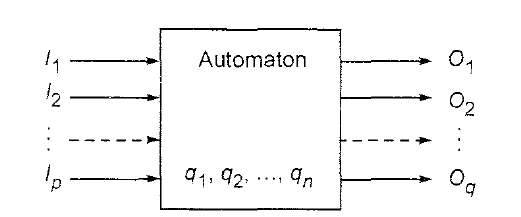 Automaton
I1
I2
⋮
Ip
q1, q2, ..., qn
O1
O2
⋮
Oq